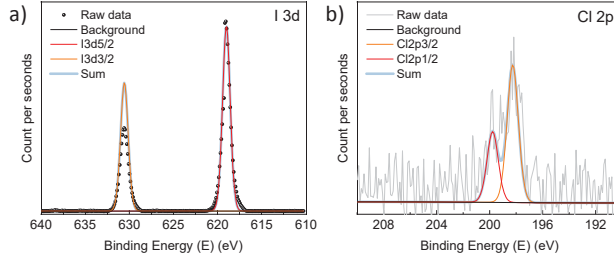 a)
I 3d
Raw data
Background
I3d5/2
I3d3/2
Sum
Count per seconds
640 635 630 625 620 615 610
Binding Energy (E) (eV)
b)
Cl 2p
Raw data
Background
Cl2p3/2
Cl2p1/2
Sum
Count per seconds
208 204 200 196 192
Binding Energy (E) (eV)